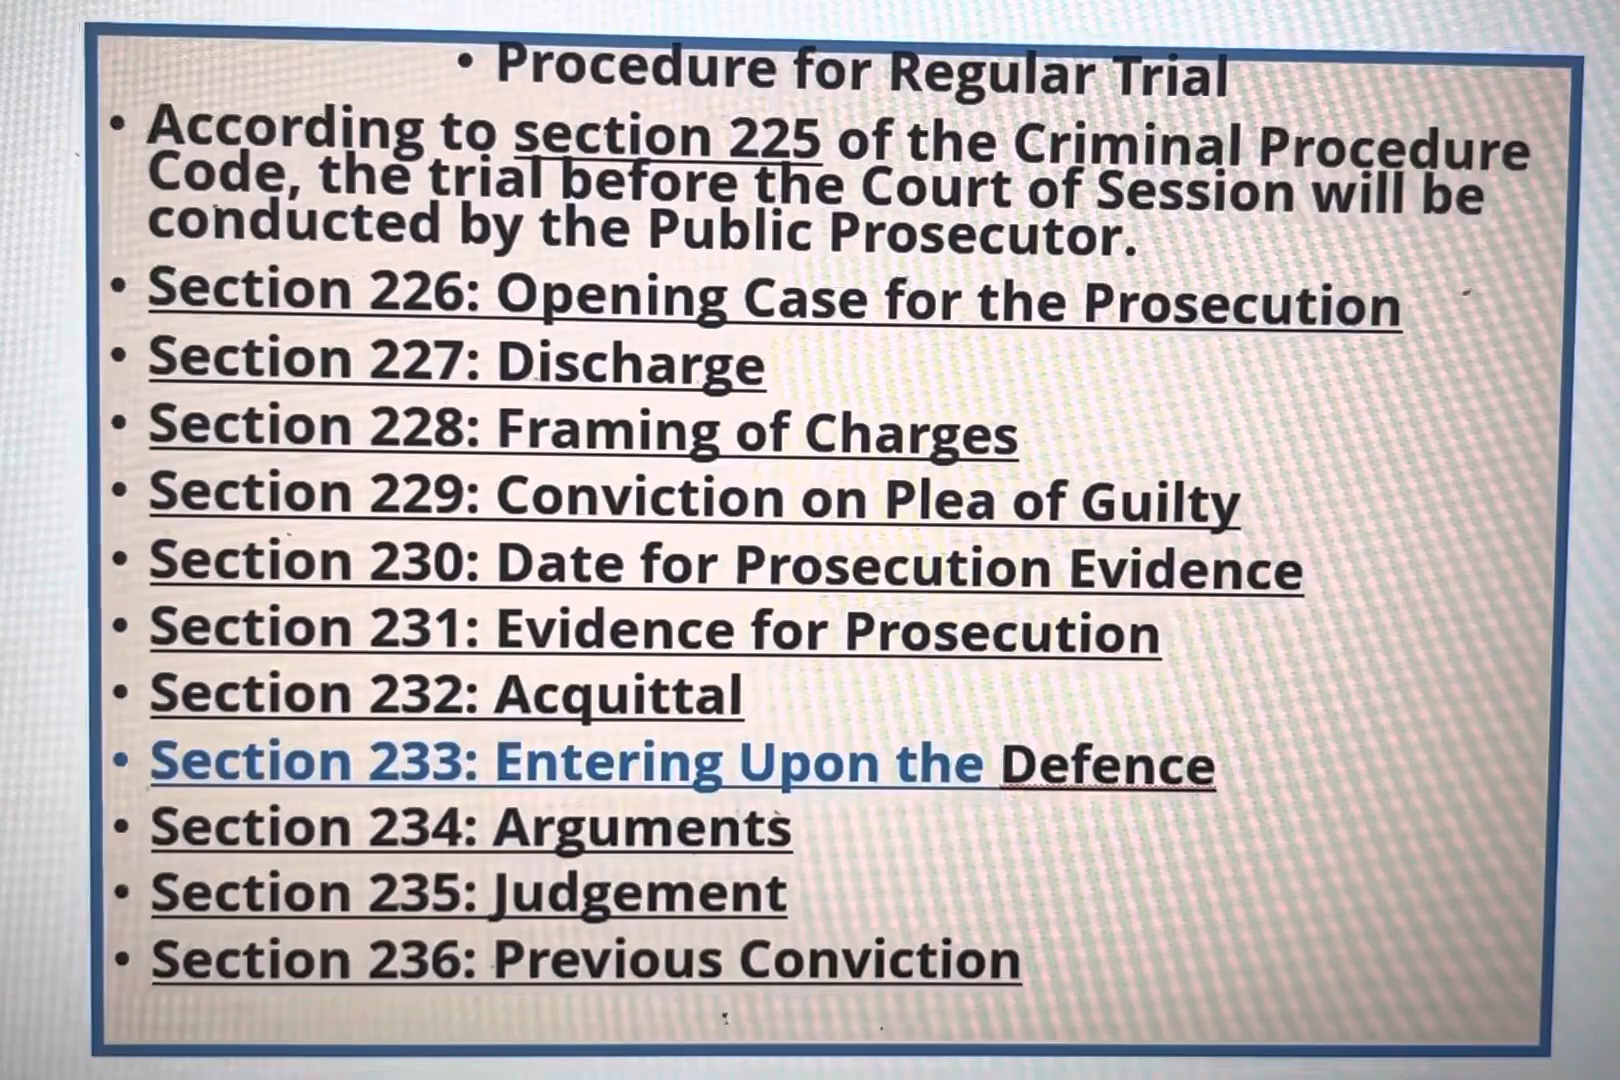 • Procedure for Regular Trial
• According to section 225 of the Criminal Procedure
Code, the trial before the Court of Session will be
conducted by the Public Prosecutor.
• Section 226: Opening Case for the Prosecution
• Section 227: Discharge
• Section 228: Framing of Charges
• Section 229: Conviction on Plea of Guilty
• Section 230: Date for Prosecution Evidence
• Section 231: Evidence for Prosecution
• Section 232: Acquittal
• Section 233: Entering Upon the Defence
• Section 234: Arguments
• Section 235: Judgement
• Section 236: Previous Conviction